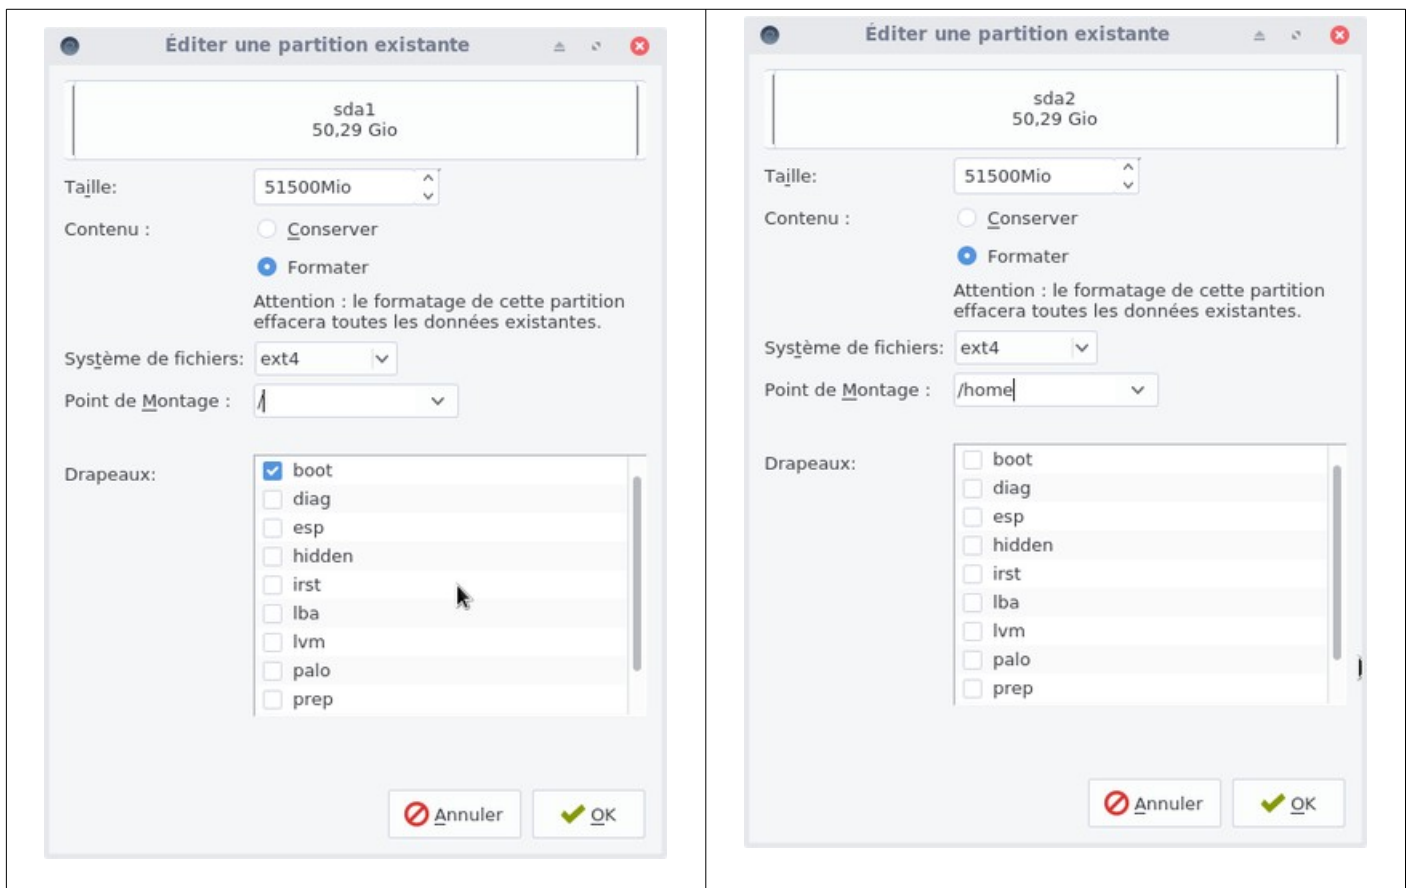 Éditer une partition existante
sda1
50,29 Gio
Taille:
51500Mio
Contenu :
Conserver
Formater
Attention : le formatage de cette partition
effacera toutes les données existantes.
Système de fichiers:
ext4
Point de Montage :
/
Drapeaux:
boot
diag
esp
hidden
irst
lba
lvm
palo
prep
Annuler
OK
Éditer une partition existante
sda2
50,29 Gio
Taille:
51500Mio
Contenu :
Conserver
Formater
Attention : le formatage de cette partition
effacera toutes les données existantes.
Système de fichiers:
ext4
Point de Montage :
/home
Drapeaux:
boot
diag
esp
hidden
irst
lba
lvm
palo
prep
Annuler
OK